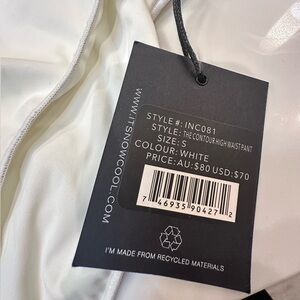 WWW.ITSNOWCOOL.COM
STYLE #: INC081
STYLE: THE CONTOUR HIGH WAIST PANT
SIZE: S
COLOUR: WHITE
PRICE: AU:$80 USD:$70
7 46935 90427 2
I'M MADE FROM RECYCLED MATERIALS